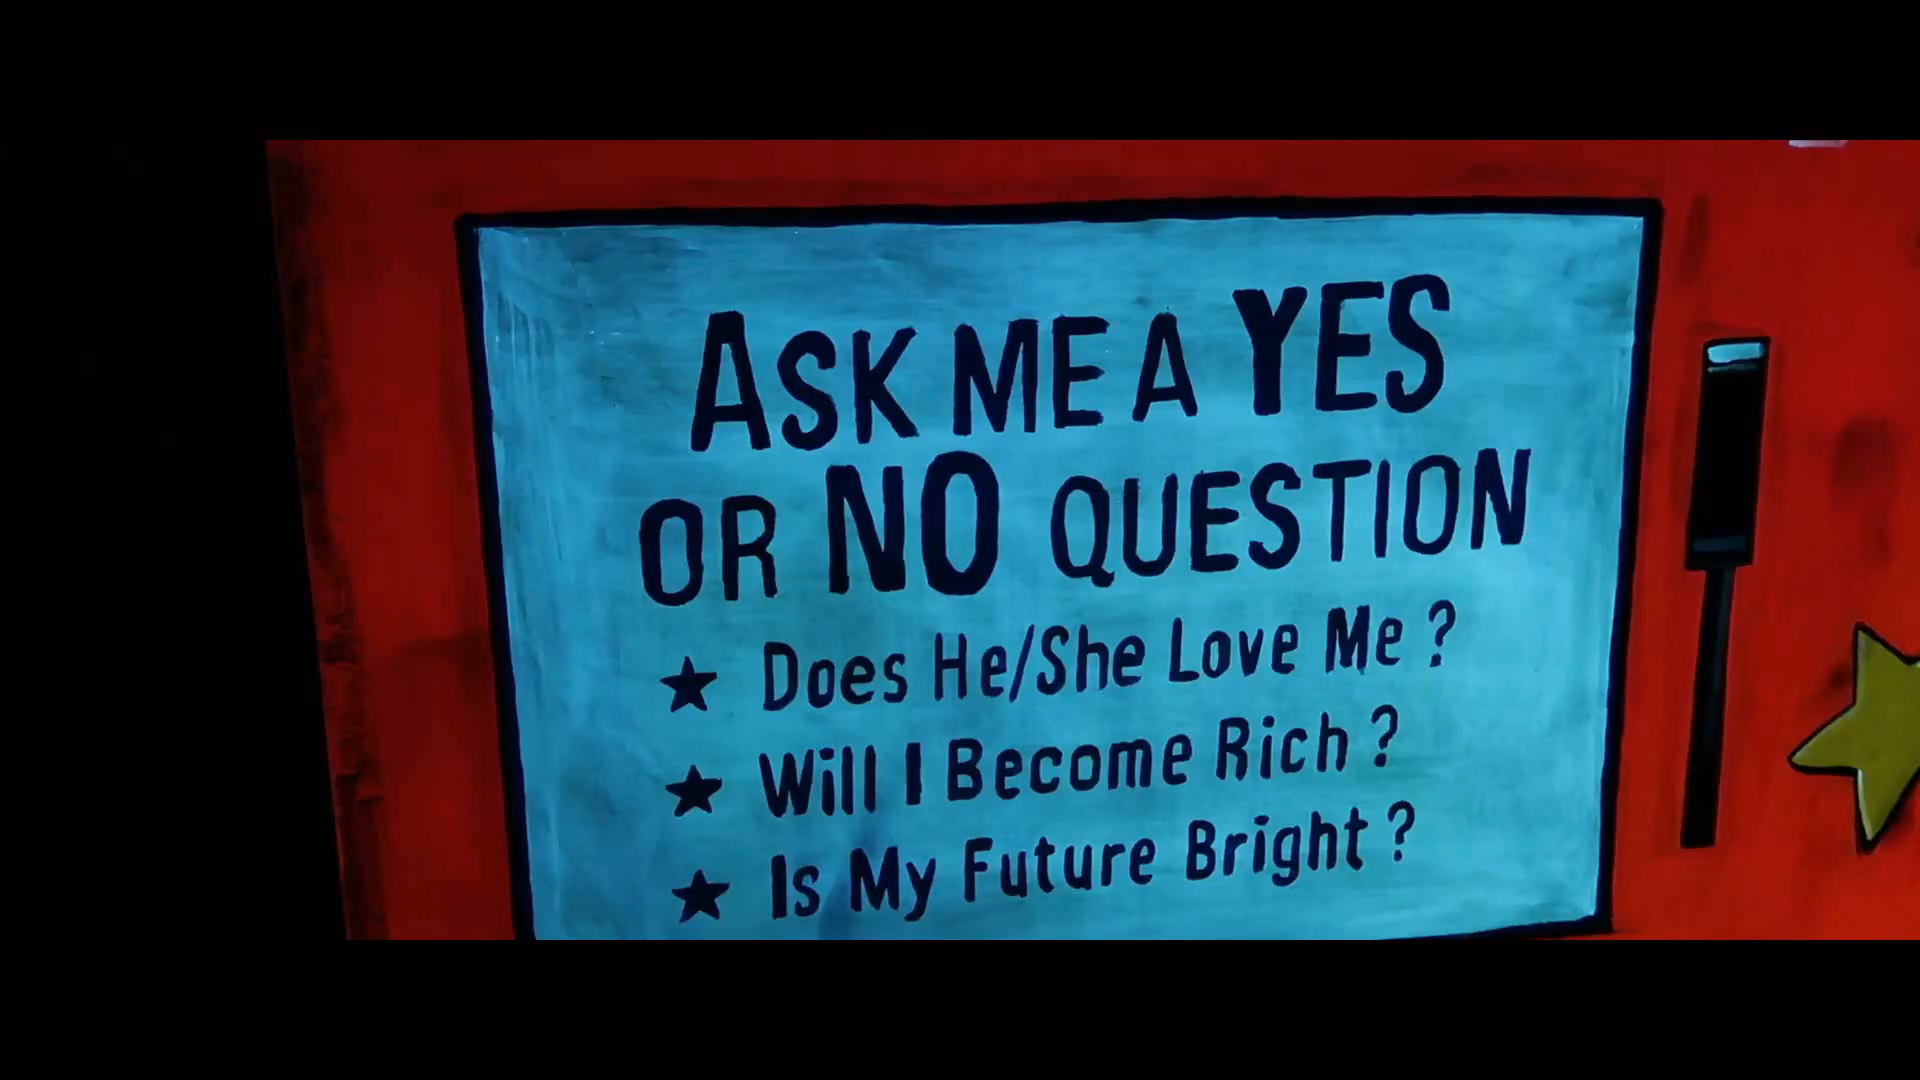 ASK ME A YES
OR NO QUESTION
★ Does He/She Love Me ?
★ Will I Become Rich ?
★ Is My Future Bright ?